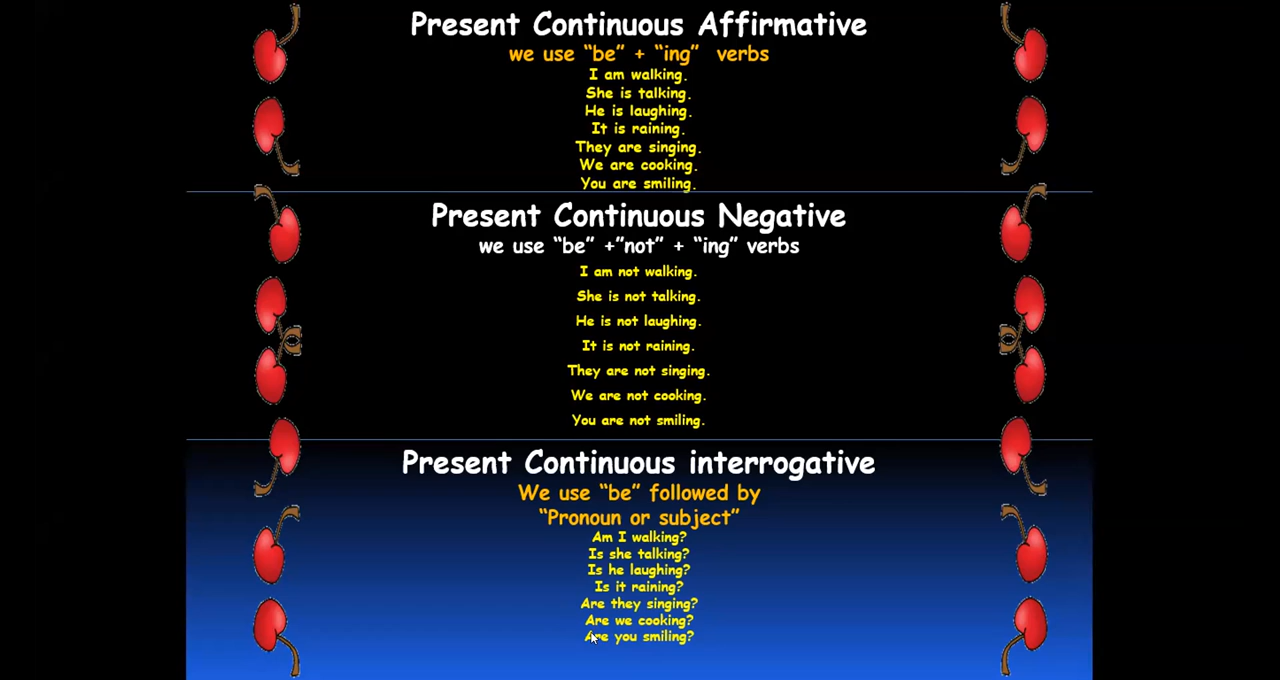 Present Continuous Affirmative
we use “be” + “ing” verbs
I am walking.
She is talking.
He is laughing.
It is raining.
They are singing.
We are cooking.
You are smiling.
Present Continuous Negative
we use “be” +”not” + “ing” verbs
I am not walking.
She is not talking.
He is not laughing.
It is not raining.
They are not singing.
We are not cooking.
You are not smiling.
Present Continuous interrogative
We use “be” followed by
“Pronoun or subject”
Am I walking?
Is she talking?
Is he laughing?
Is it raining?
Are they singing?
Are we cooking?
Are you smiling?